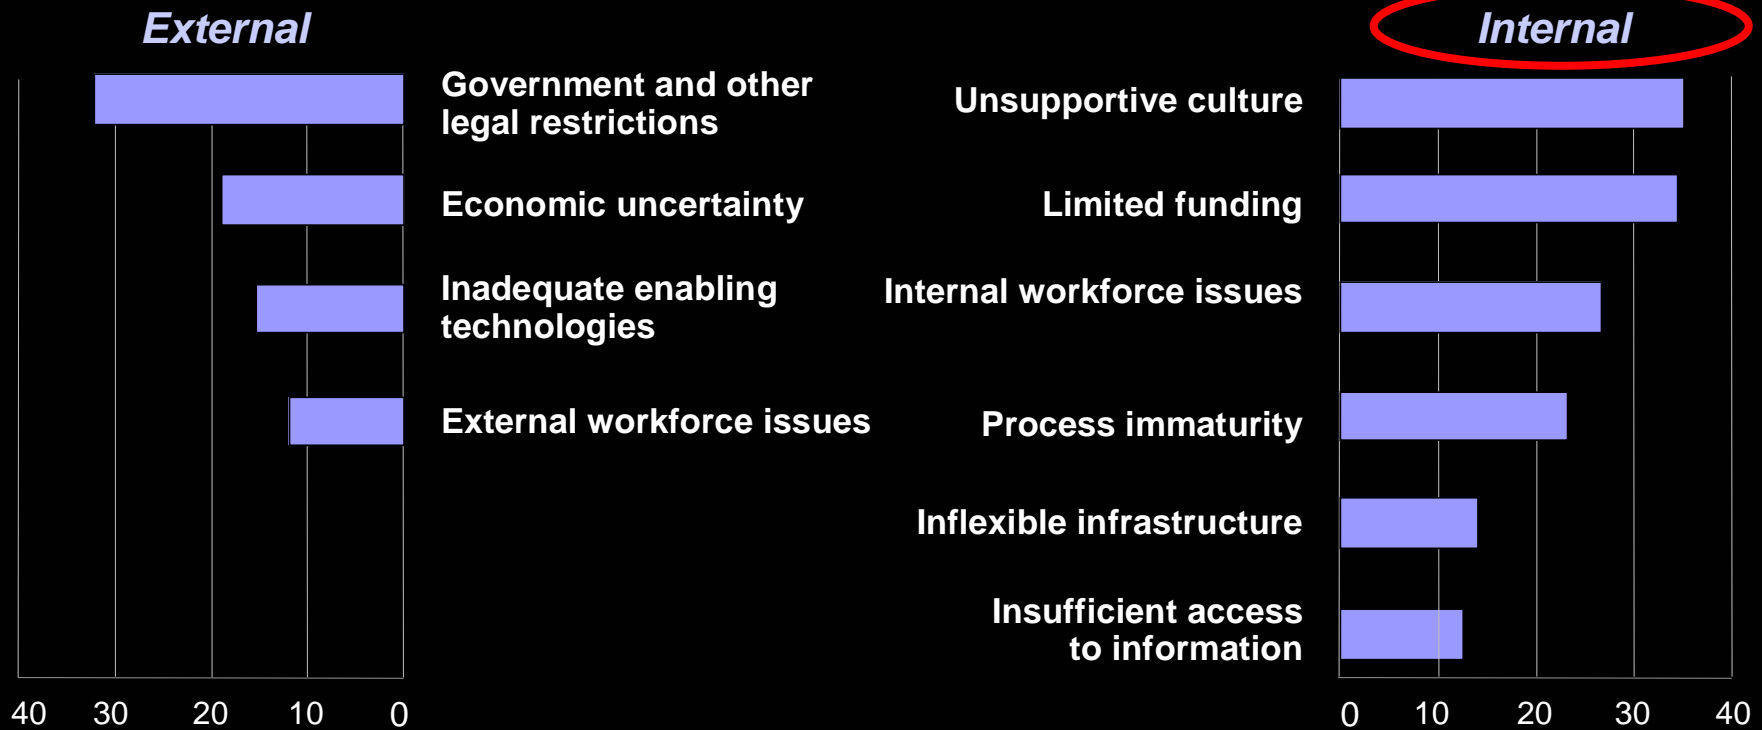 External
Government and other
legal restrictions
Economic uncertainty
Inadequate enabling
technologies
External workforce issues
40 30 20 10 0
Internal
Unsupportive culture
Limited funding
Internal workforce issues
Process immaturity
Inflexible infrastructure
Insufficient access
to information
0 10 20 30 40